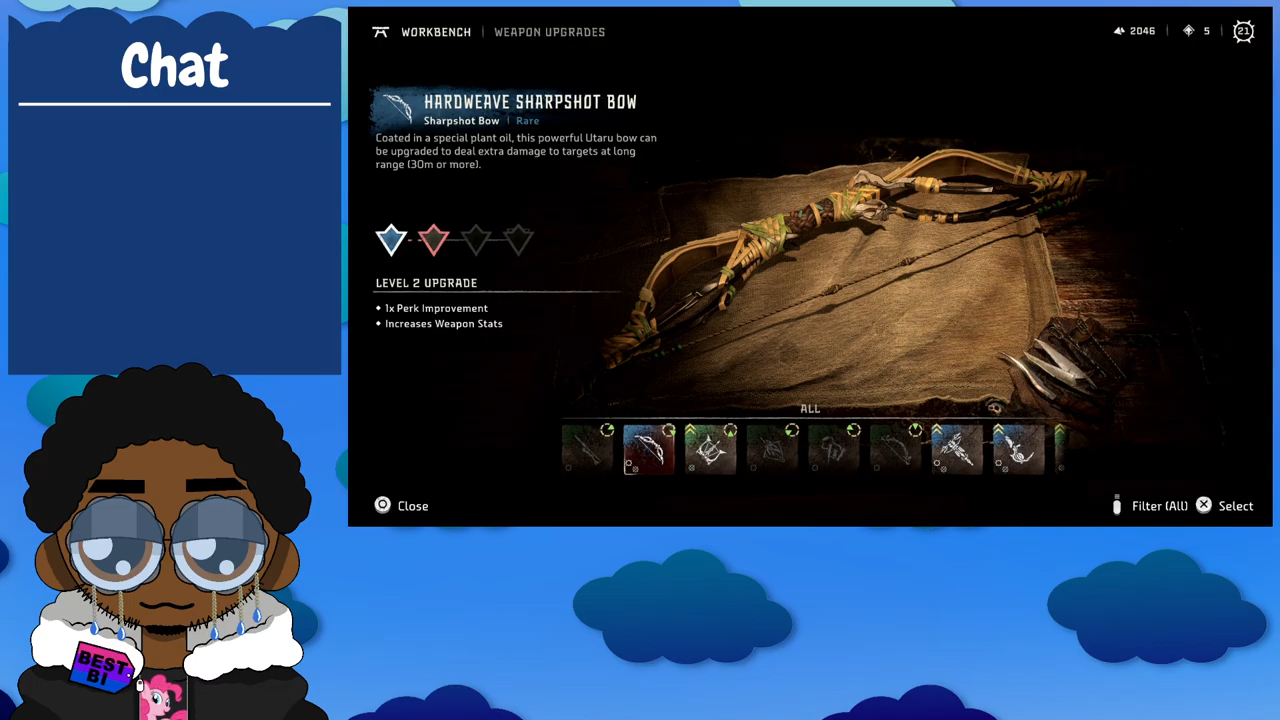 Chat
WORKBENCH | WEAPON UPGRADES
2046 | 5 | 21
HARDWEAVE SHARPSHOT BOW
Sharpshot Bow | Rare
Coated in a special plant oil, this powerful Utaru bow can
be upgraded to deal extra damage to targets at long
range (30m or more).
LEVEL 2 UPGRADE
1x Perk Improvement
Increases Weapon Stats
ALL
Close
Filter (All)
Select
BEST
BI